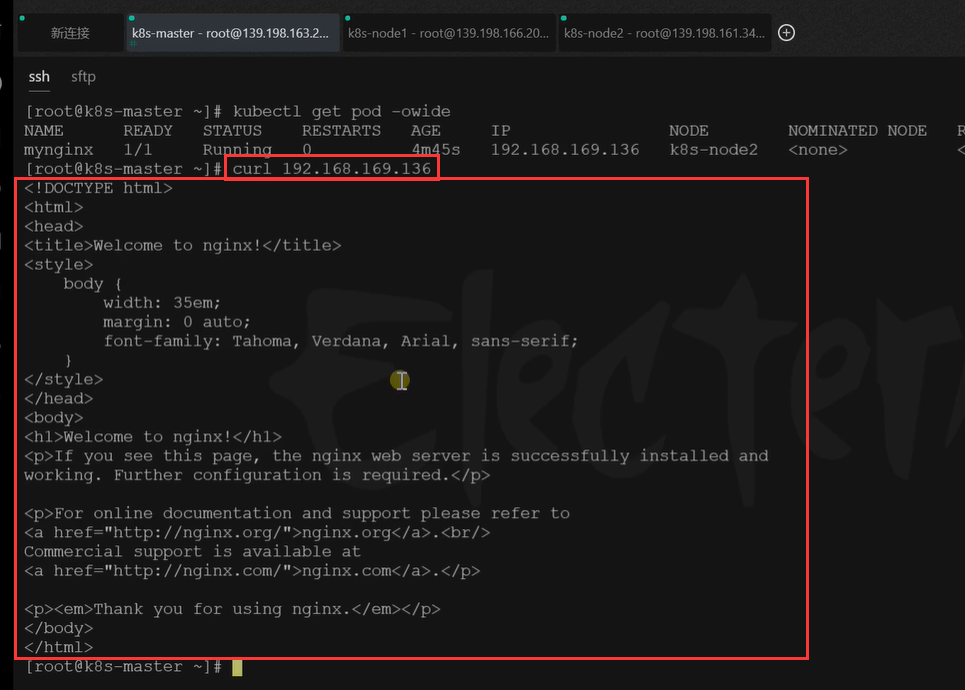 新连接
k8s-master - root@139.198.163.2...
k8s-node1 - root@139.198.166.20...
k8s-node2 - root@139.198.161.34...
ssh sftp
[root@k8s-master ~]# kubectl get pod -owide
NAME READY STATUS RESTARTS AGE IP NODE NOMINATED NODE R
mynginx 1/1 Running 0 4m45s 192.168.169.136 k8s-node2 <none> <
[root@k8s-master ~]# curl 192.168.169.136
<!DOCTYPE html>
<html>
<head>
<title>Welcome to nginx!</title>
<style>
    body {
        width: 35em;
        margin: 0 auto;
        font-family: Tahoma, Verdana, Arial, sans-serif;
    }
</style>
</head>
<body>
<h1>Welcome to nginx!</h1>
<p>If you see this page, the nginx web server is successfully installed and
working. Further configuration is required.</p>

<p>For online documentation and support please refer to
<a href="http://nginx.org/">nginx.org</a>.<br/>
Commercial support is available at
<a href="http://nginx.com/">nginx.com</a>.</p>

<p><em>Thank you for using nginx.</em></p>
</body>
</html>
[root@k8s-master ~]#
Electer